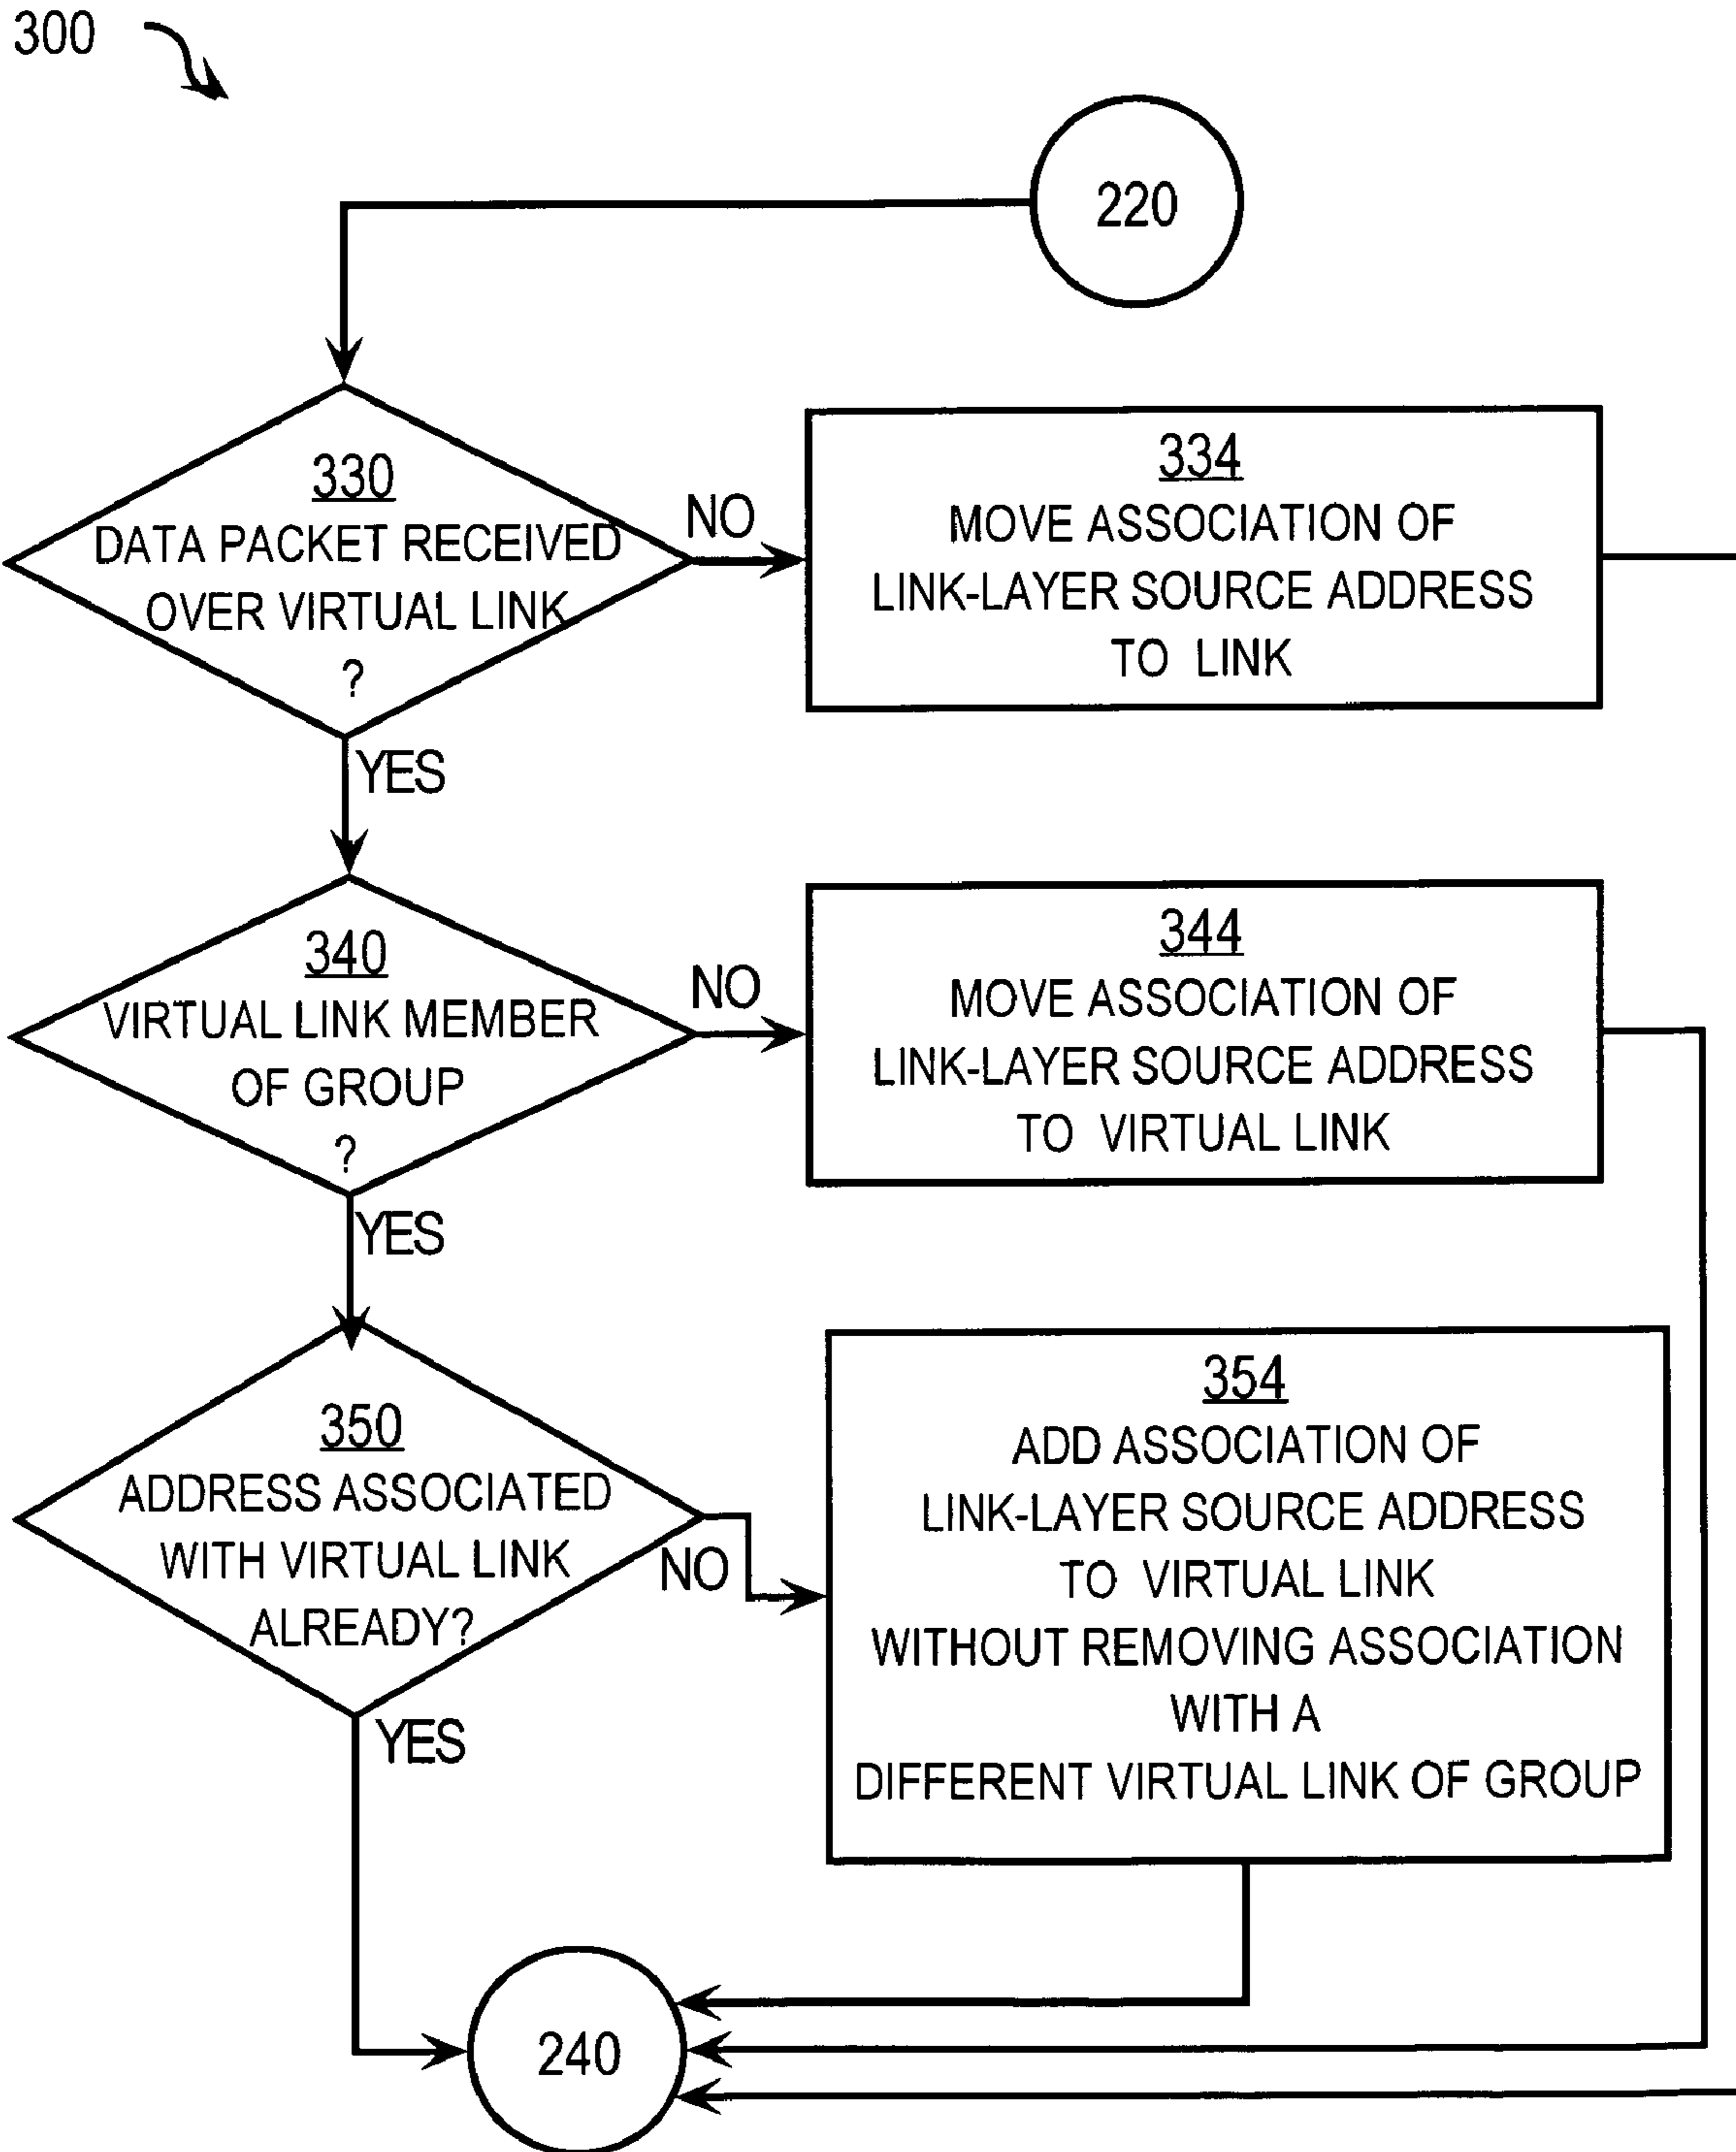 300
220
330
DATA PACKET RECEIVED
OVER VIRTUAL LINK
?
NO
334
MOVE ASSOCIATION OF
LINK-LAYER SOURCE ADDRESS
TO LINK
YES
340
VIRTUAL LINK MEMBER
OF GROUP
?
NO
344
MOVE ASSOCIATION OF
LINK-LAYER SOURCE ADDRESS
TO VIRTUAL LINK
YES
350
ADDRESS ASSOCIATED
WITH VIRTUAL LINK
ALREADY?
NO
354
ADD ASSOCIATION OF
LINK-LAYER SOURCE ADDRESS
TO VIRTUAL LINK
WITHOUT REMOVING ASSOCIATION
WITH A
DIFFERENT VIRTUAL LINK OF GROUP
YES
240